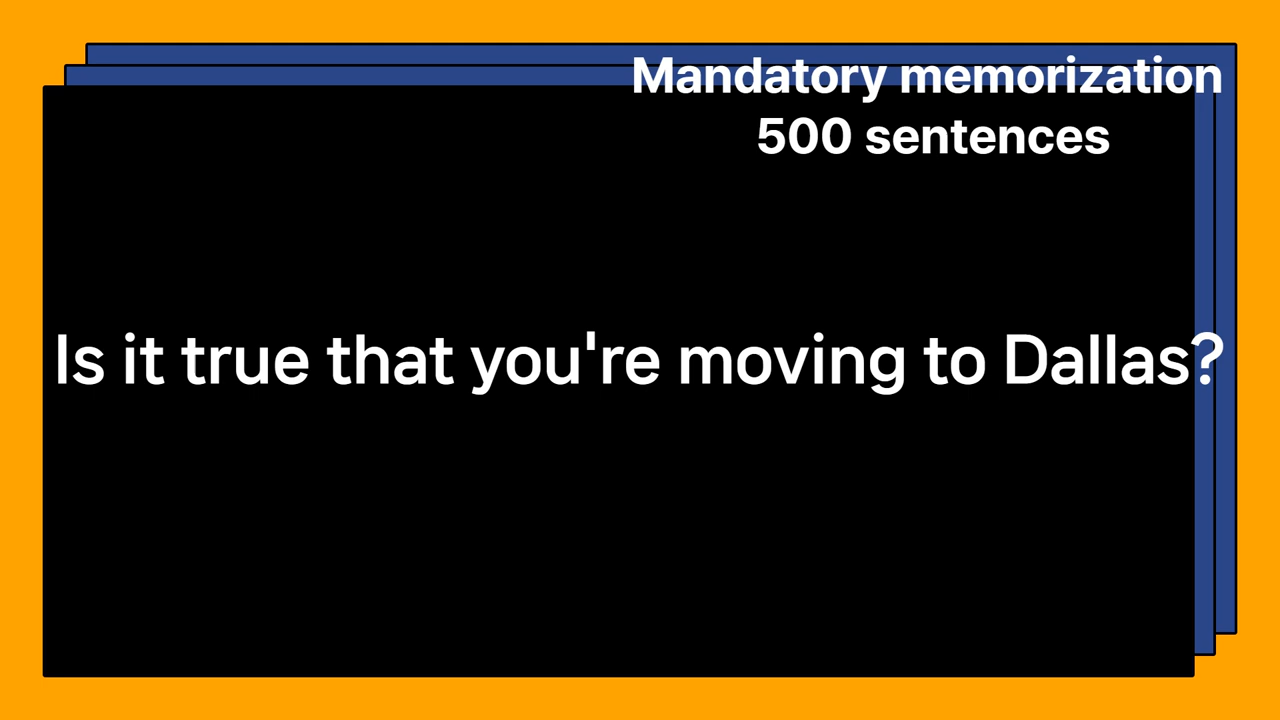 Mandatory memorization
500 sentences
Is it true that you're moving to Dallas?